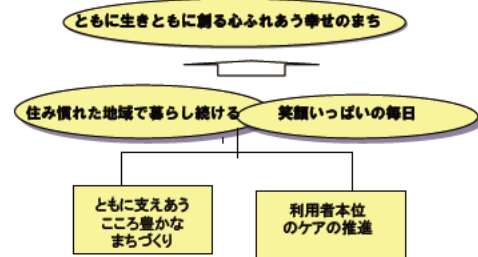 ともに生きともに創る心ふれあう幸せのまち
住み慣れた地域で暮らし続ける
笑顔いっぱいの毎日
ともに支えあう
こころ豊かな
まちづくり
利用者本位
のケアの推進